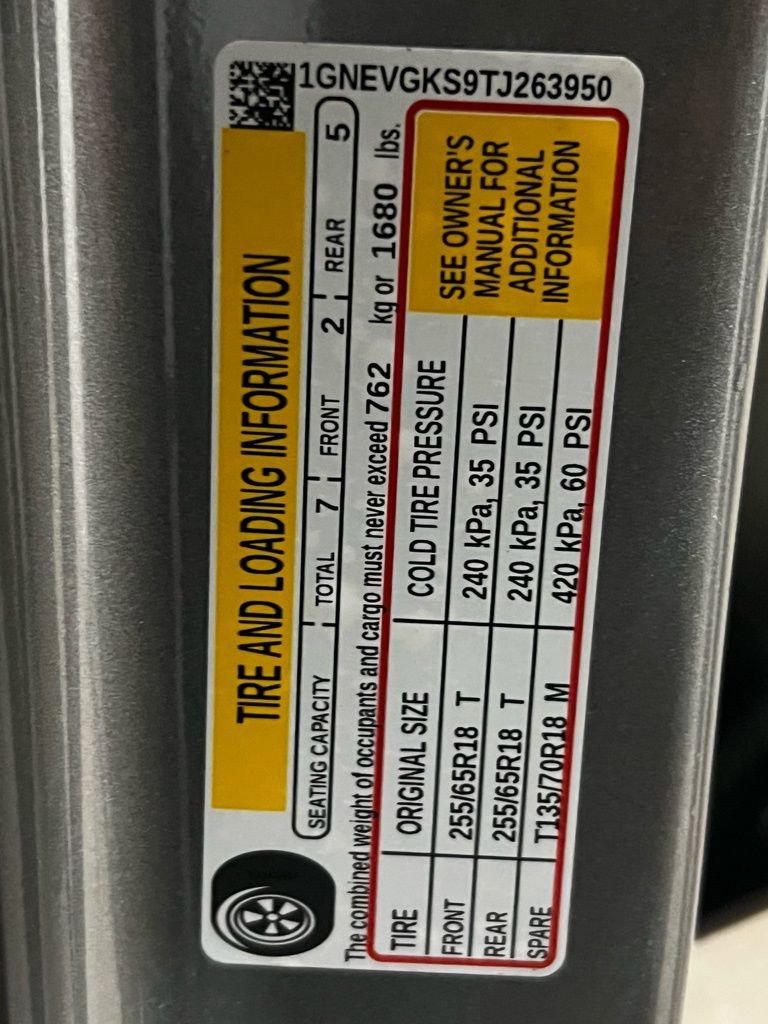 1GNEVGKS9TJ263950
TIRE AND LOADING INFORMATION
SEATING CAPACITY TOTAL 7 FRONT 2 REAR 5
The combined weight of occupants and cargo must never exceed 762 kg or 1680 lbs.
TIRE ORIGINAL SIZE COLD TIRE PRESSURE
FRONT 255/65R18 T 240 kPa, 35 PSI
REAR 255/65R18 T 240 kPa, 35 PSI
SPARE T135/70R18 M 420 kPa, 60 PSI
SEE OWNER'S
MANUAL FOR
ADDITIONAL
INFORMATION